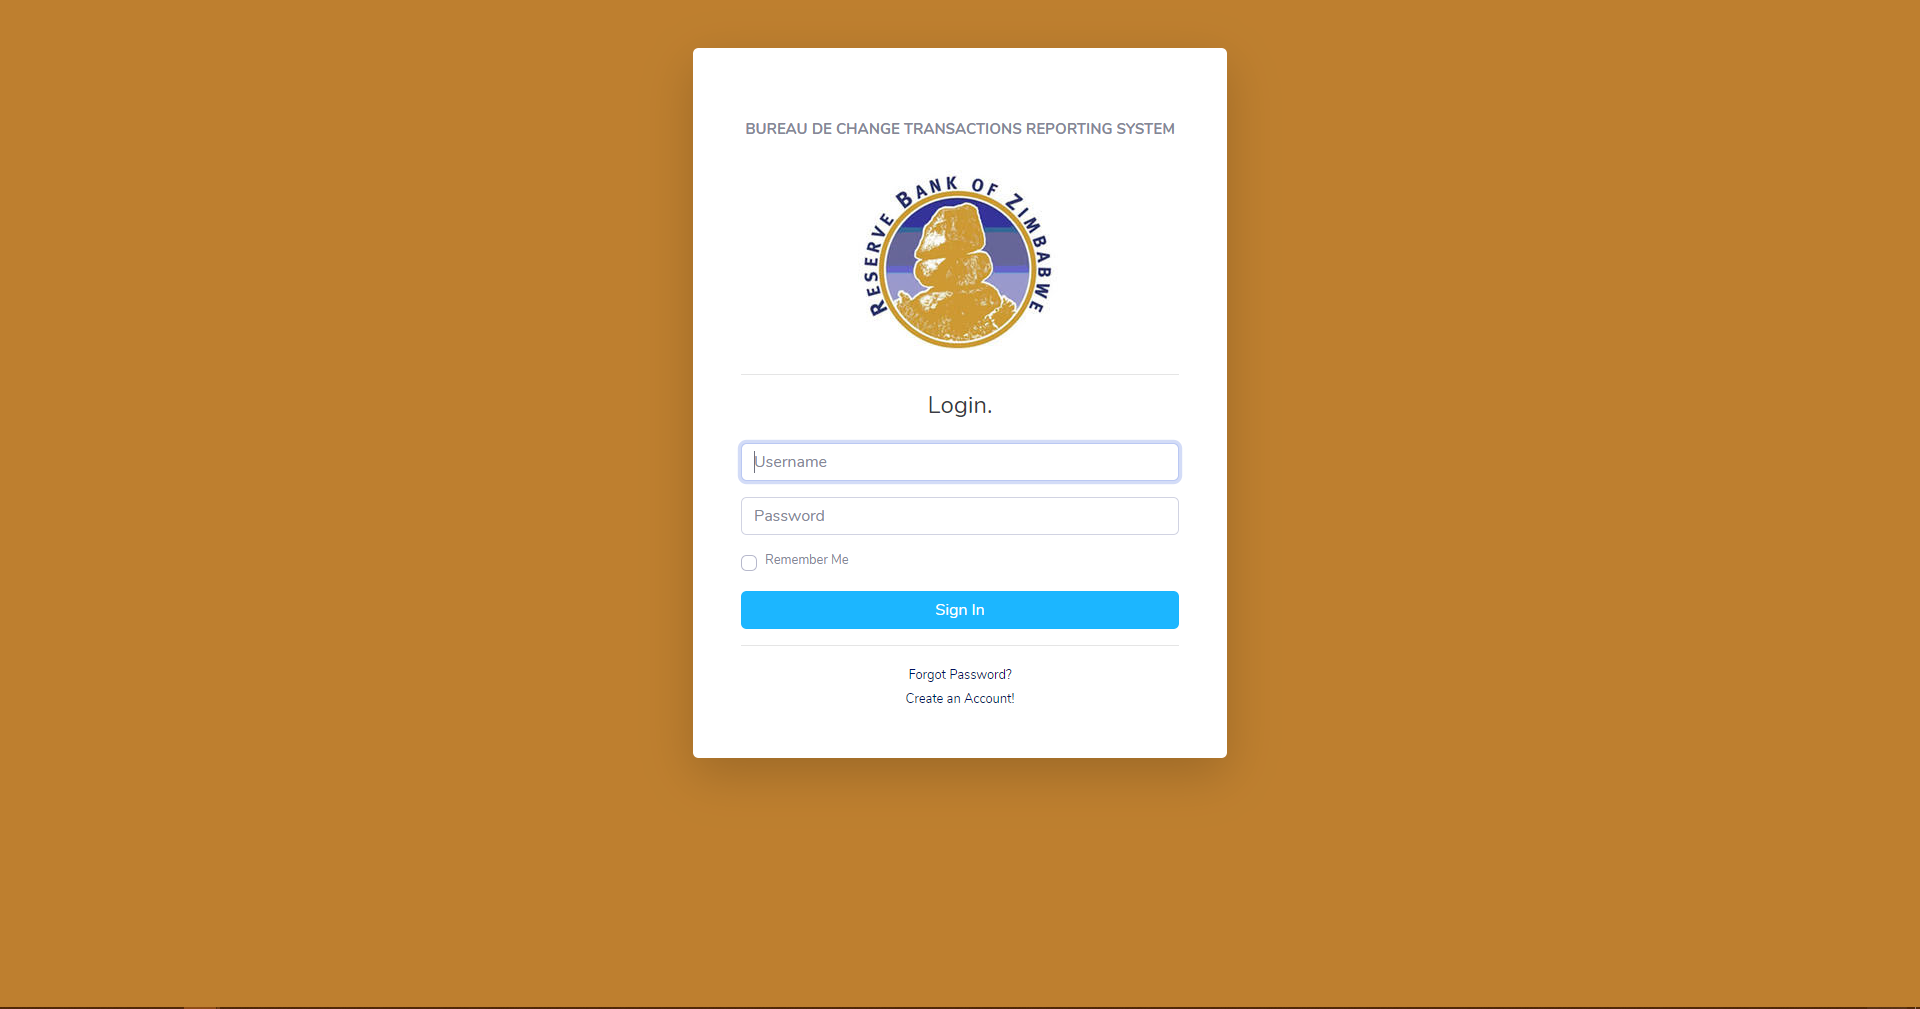 BUREAU DE CHANGE TRANSACTIONS REPORTING SYSTEM
RESERVE BANK OF ZIMBABWE
Login.
Username
Password
Remember Me
Sign In
Forgot Password?
Create an Account!